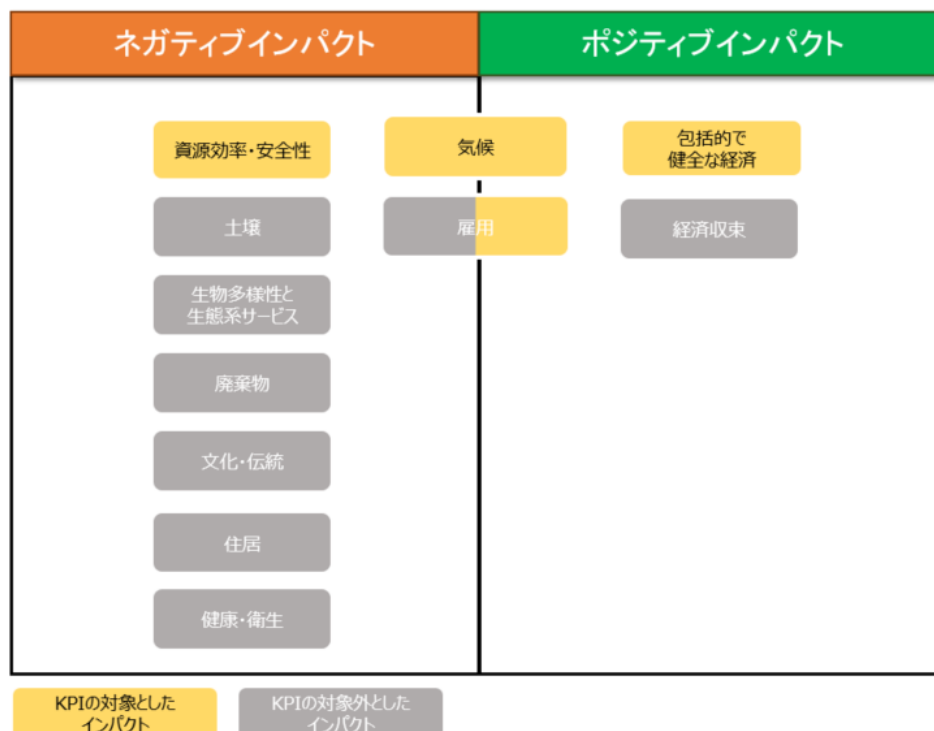 ネガティブインパクト
ポジティブインパクト
資源効率・安全性
気候
包括的で
健全な経済
土壌
雇用
経済収束
生物多様性と
生態系サービス
廃棄物
文化・伝統
住居
健康・衛生
KPIの対象とした
インパクト
KPIの対象外とした
インパクト